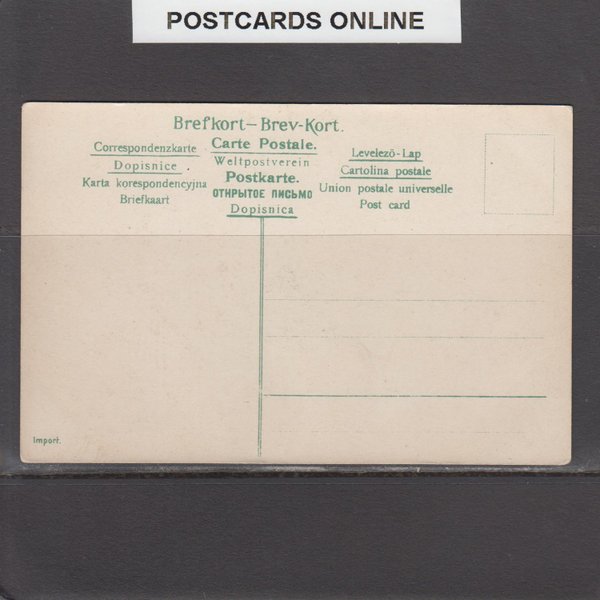 POSTCARDS ONLINE
Brefkort—Brev-Kort.
Correspondenzkarte
Dopisnice
Karta korespondencyjna
Briefkaart
Carte Postale.
Weltpostverein
Postkarte.
ОТКРЫТОЕ ПИСЬМО
Dopisnica
Levelező-Lap
Cartolina postale
Union postale universelle
Post card
Import.